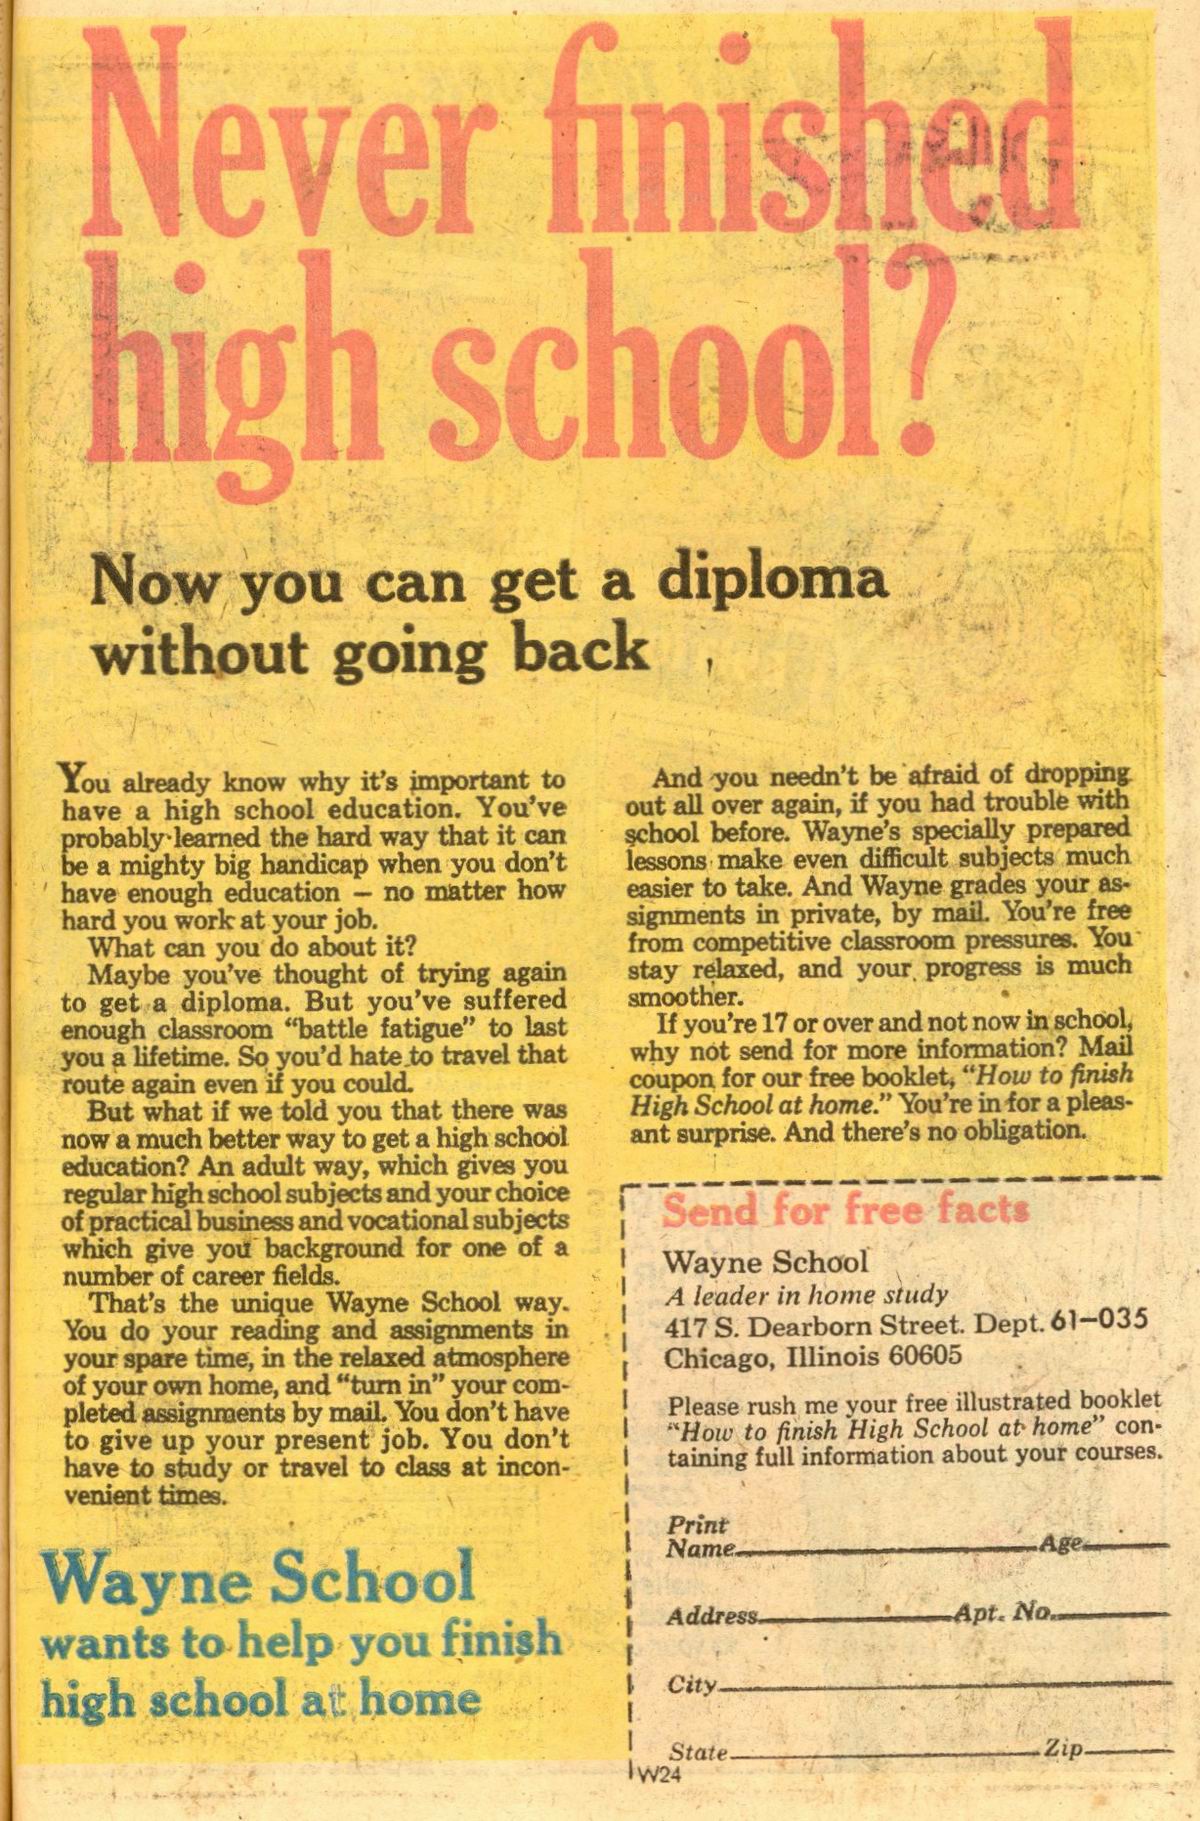 Never finished
high school?
Now you can get a diploma
without going back
You already know why it's important to
have a high school education. You've
probably learned the hard way that it can
be a mighty big handicap when you don't
have enough education — no matter how
hard you work at your job.
What can you do about it?
Maybe you've thought of trying again
to get a diploma. But you've suffered
enough classroom "battle fatigue" to last
you a lifetime. So you'd hate to travel that
route again even if you could.
But what if we told you that there was
now a much better way to get a high school
education? An adult way, which gives you
regular high school subjects and your choice
of practical business and vocational subjects
which give you background for one of a
number of career fields.
That's the unique Wayne School way.
You do your reading and assignments in
your spare time, in the relaxed atmosphere
of your own home, and "turn in" your com-
pleted assignments by mail. You don't have
to give up your present job. You don't
have to study or travel to class at incon-
venient times.
Wayne School
wants to help you finish
high school at home
And you needn't be afraid of dropping
out all over again, if you had trouble with
school before. Wayne's specially prepared
lessons make even difficult subjects much
easier to take. And Wayne grades your as-
signments in private, by mail. You're free
from competitive classroom pressures. You
stay relaxed, and your progress is much
smoother.
If you're 17 or over and not now in school,
why not send for more information? Mail
coupon for our free booklet, "How to finish
High School at home." You're in for a pleas-
ant surprise. And there's no obligation.
Send for free facts
Wayne School
A leader in home study
417 S. Dearborn Street. Dept. 61-035
Chicago, Illinois 60605
Please rush me your free illustrated booklet
"How to finish High School at home" con-
taining full information about your courses.
Print
Name Age
Address Apt. No.
City
State Zip
W24